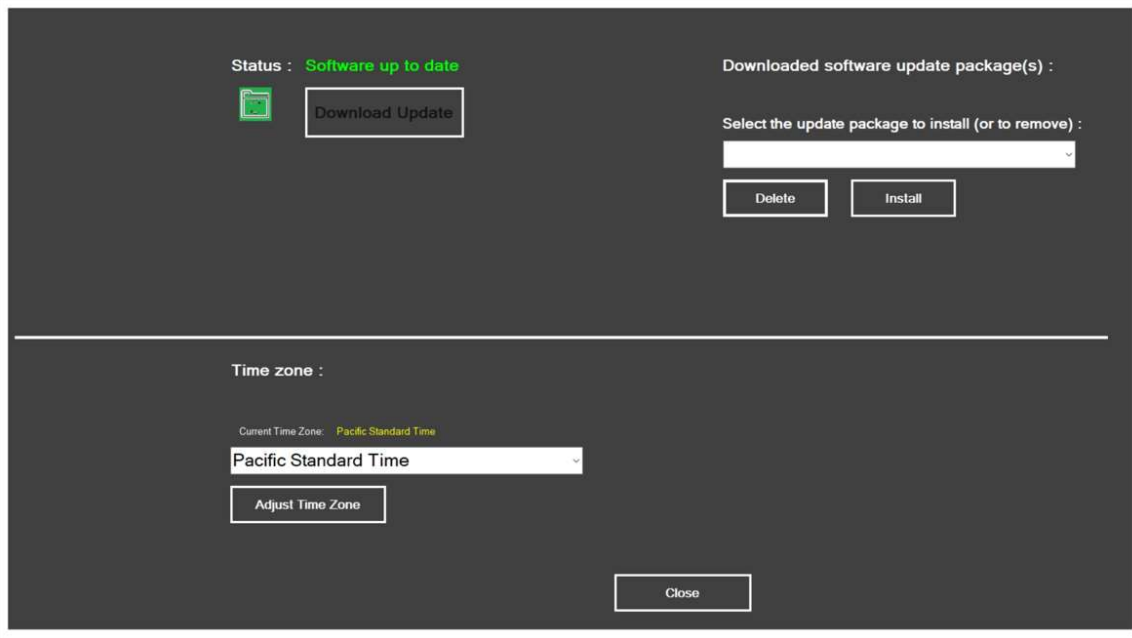 Status : Software up to date
Download Update
Downloaded software update package(s) :
Select the update package to install (or to remove) :
Delete Install
Time zone :
Current Time Zone: Pacific Standard Time
Pacific Standard Time
Adjust Time Zone
Close